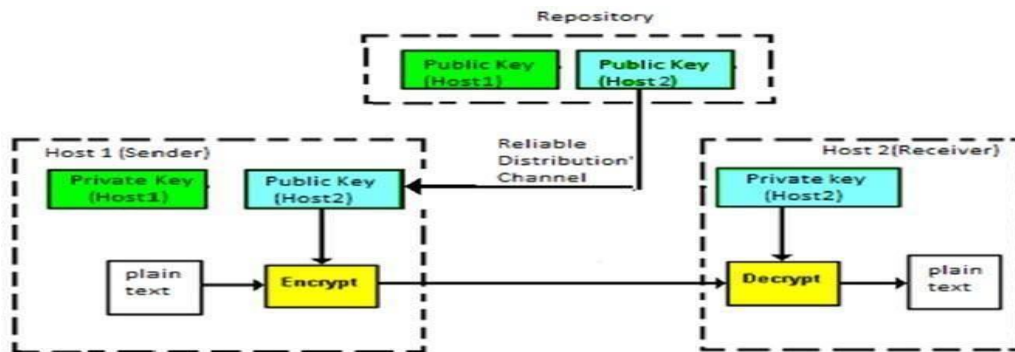 Repository
Public Key
(Host1)
Public Key
(Host 2)
Reliable
Distribution'
Channel
Host 1 (Sender)
Private Key
(Host1)
Public Key
(Host2)
plain
text
Encrypt
Host 2(Receiver)
Private key
(Host2)
Decrypt
plain
text